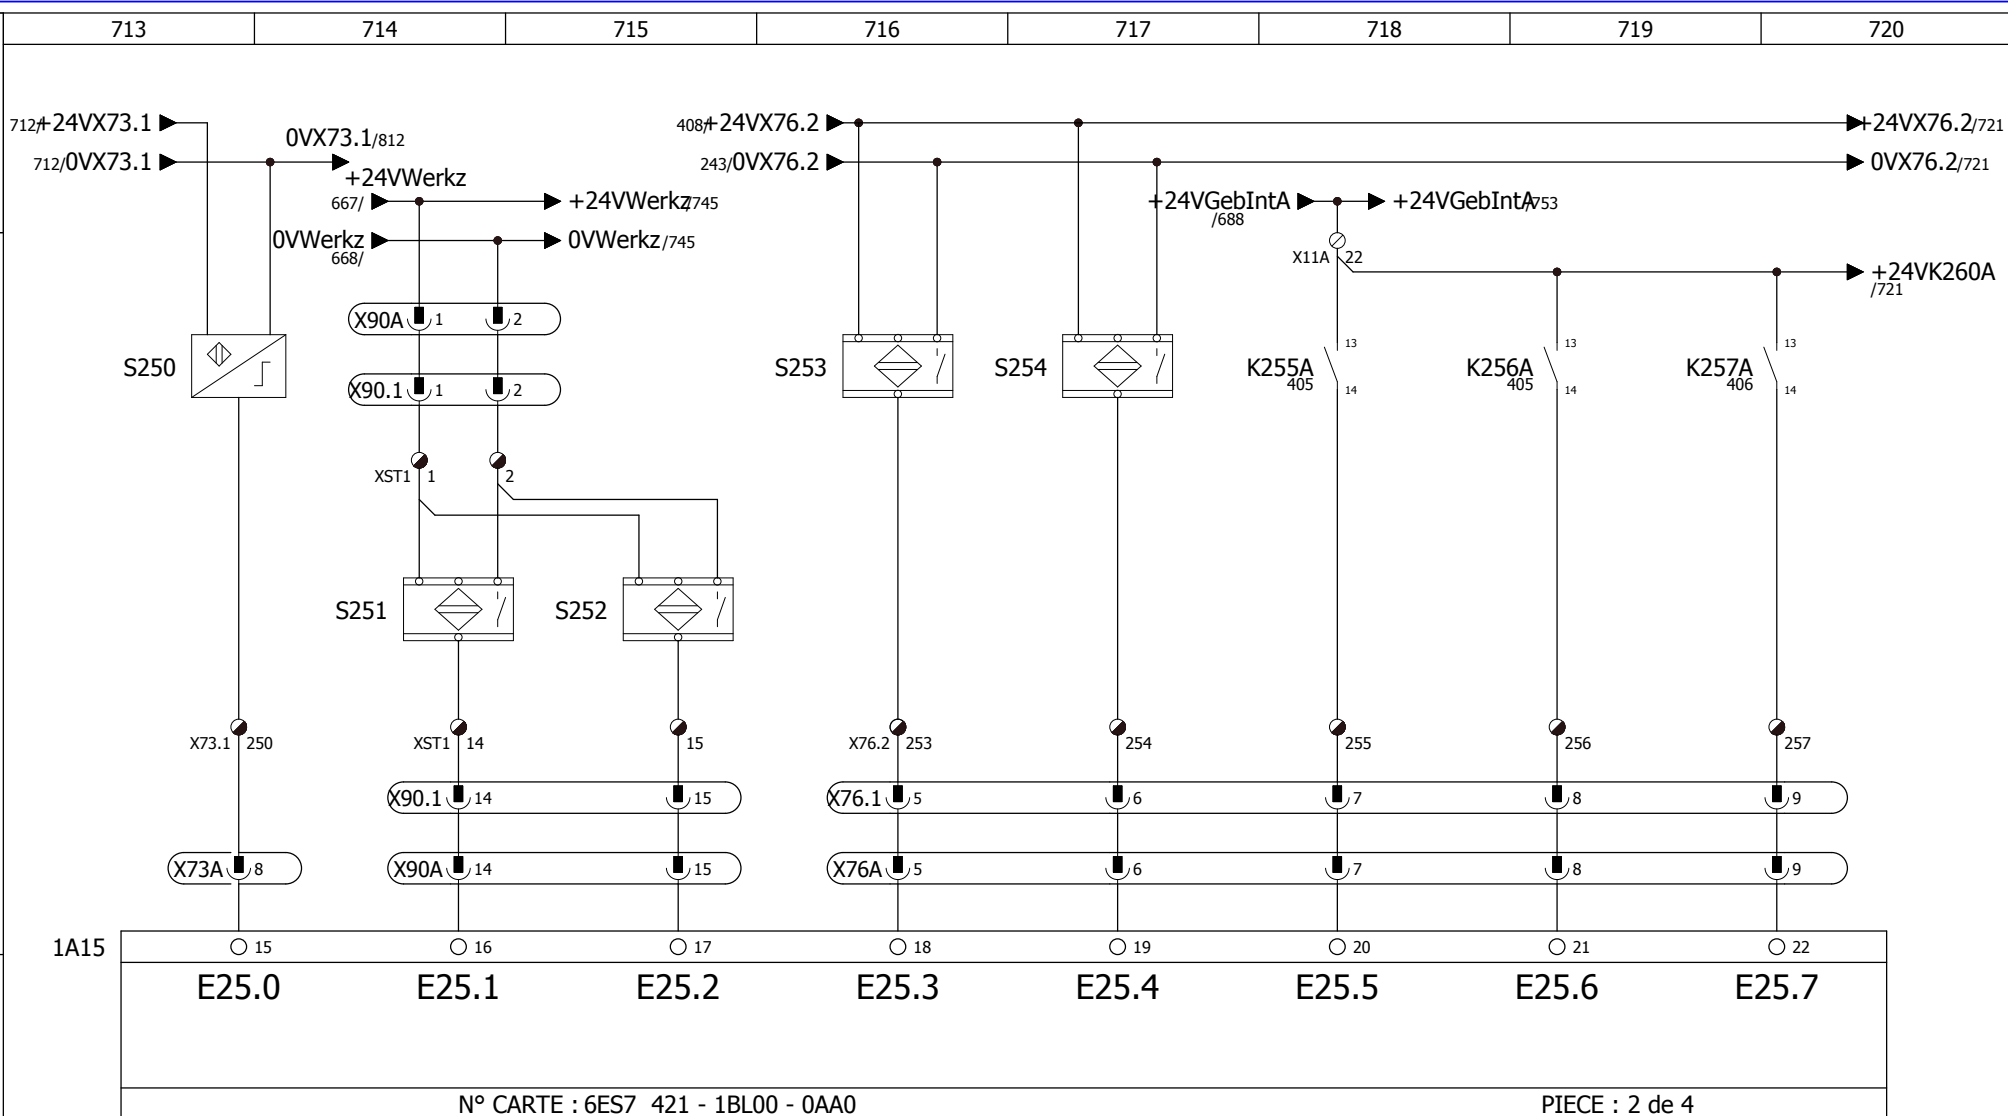 713 714 715 716 717 718 719 720
712/+24VX73.1 408/+24VX76.2 +24VX76.2/721
0VX73.1/812
712/0VX73.1 243/0VX76.2 0VX76.2/721
+24VWerkz
667/ +24VWerkz/745 +24VGebIntA +24VGebIntA/753
/688
0VWerkz 0VWerkz/745
668/
X11A 22
+24VK260A
/721
X90A 1 2
13 13 13
S250 S253 S254 K255A K256A K257A
405 405 406
X90.1 1 2 14 14 14
XST1 1 2
S251 S252
X73.1 250 XST1 14 15 X76.2 253 254 255 256 257
X90.1 14 15 X76.1 5 6 7 8 9
X73A 8 X90A 14 15 X76A 5 6 7 8 9
1A15 15 16 17 18 19 20 21 22
E25.0 E25.1 E25.2 E25.3 E25.4 E25.5 E25.6 E25.7
N° CARTE : 6ES7 421 - 1BL00 - 0AA0 PIECE : 2 de 4